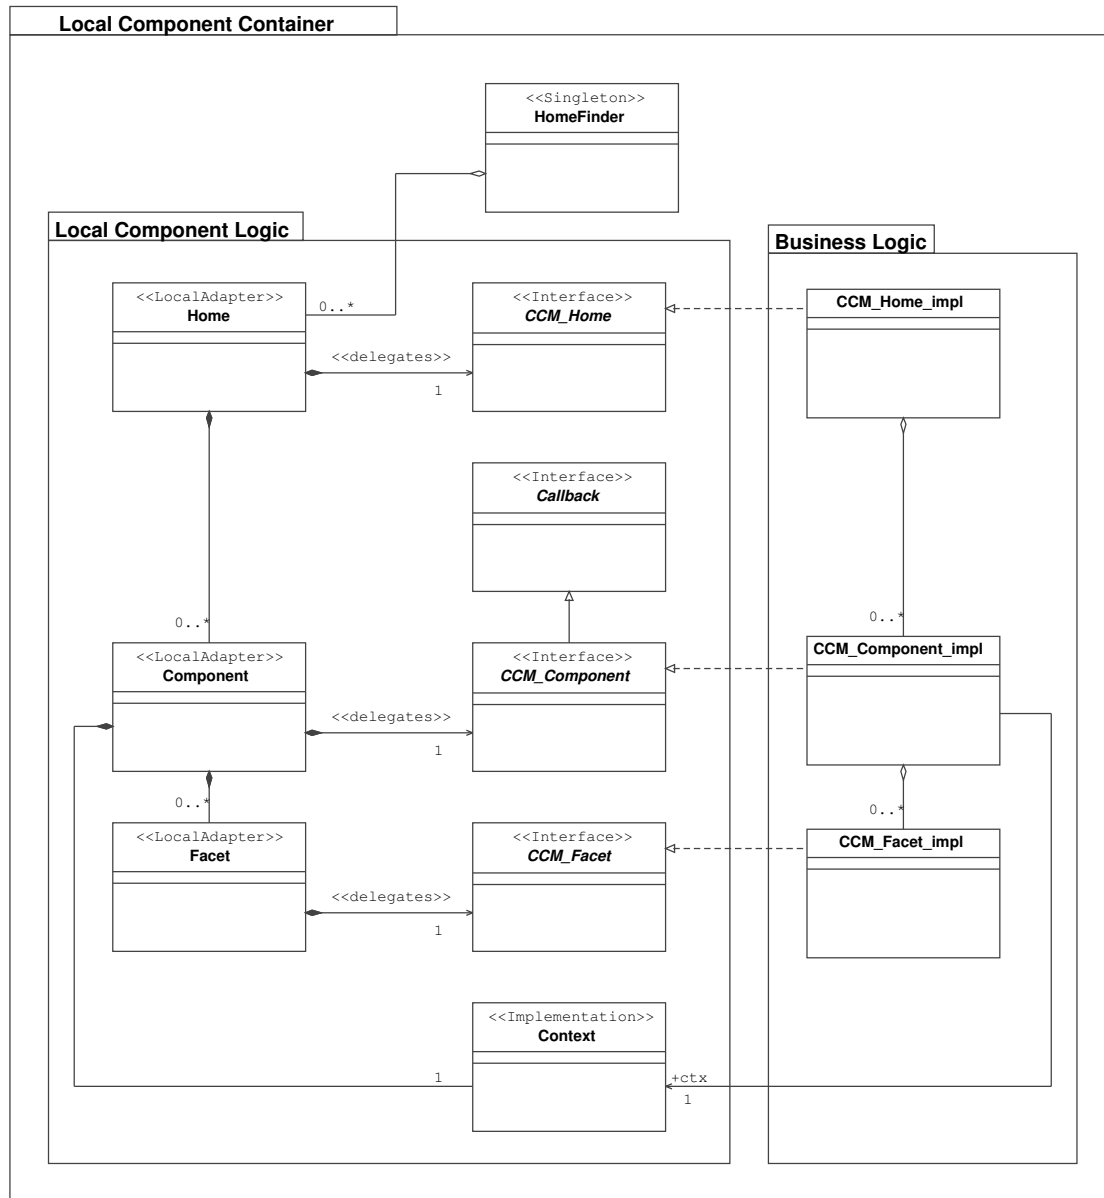 Local Component Container
<<Singleton>>
HomeFinder
Local Component Logic
Business Logic
<<LocalAdapter>>
Home
0..*
<<Interface>>
CCM_Home
CCM_Home_impl
<<delegates>>
1
<<Interface>>
Callback
0..*
0..*
<<LocalAdapter>>
Component
<<Interface>>
CCM_Component
CCM_Component_impl
<<delegates>>
1
0..*
0..*
<<LocalAdapter>>
Facet
<<Interface>>
CCM_Facet
CCM_Facet_impl
<<delegates>>
1
<<Implementation>>
Context
1
+ctx
1